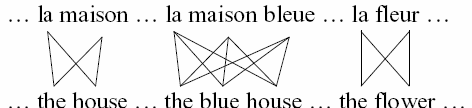 … la maison … la maison bleue … la fleur …
… the house … the blue house … the flower …